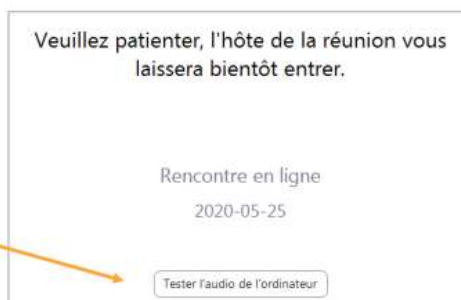 Veuillez patienter, l'hôte de la réunion vous
laissera bientôt entrer.
Rencontre en ligne
2020-05-25
Tester l'audio de l'ordinateur